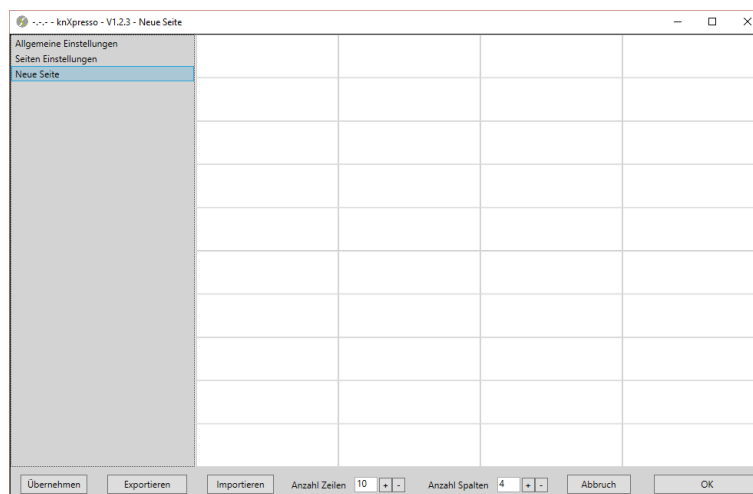 -.-.- - knXpresso - V1.2.3 - Neue Seite
Allgemeine Einstellungen
Seiten Einstellungen
Neue Seite
Übernehmen Exportieren Importieren Anzahl Zeilen 10 + - Anzahl Spalten 4 + - Abbruch OK